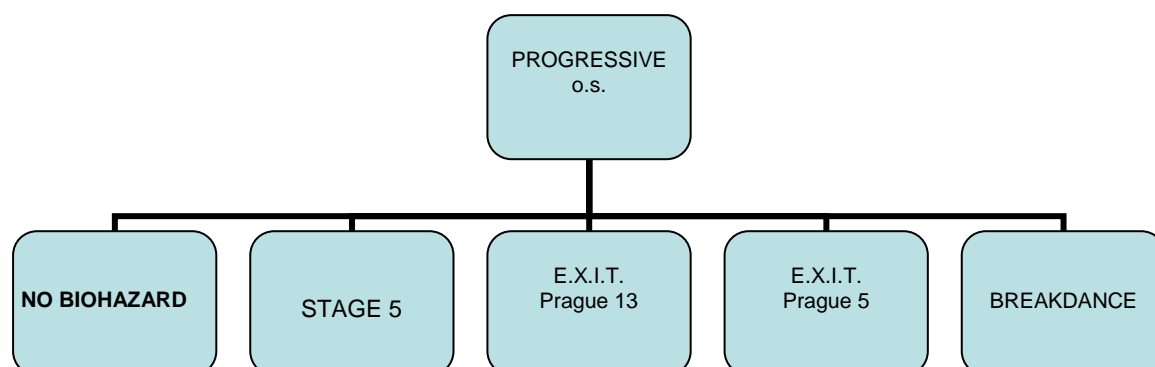 PROGRESSIVE
o.s.
NO BIOHAZARD
STAGE 5
E.X.I.T.
Prague 13
E.X.I.T.
Prague 5
BREAKDANCE